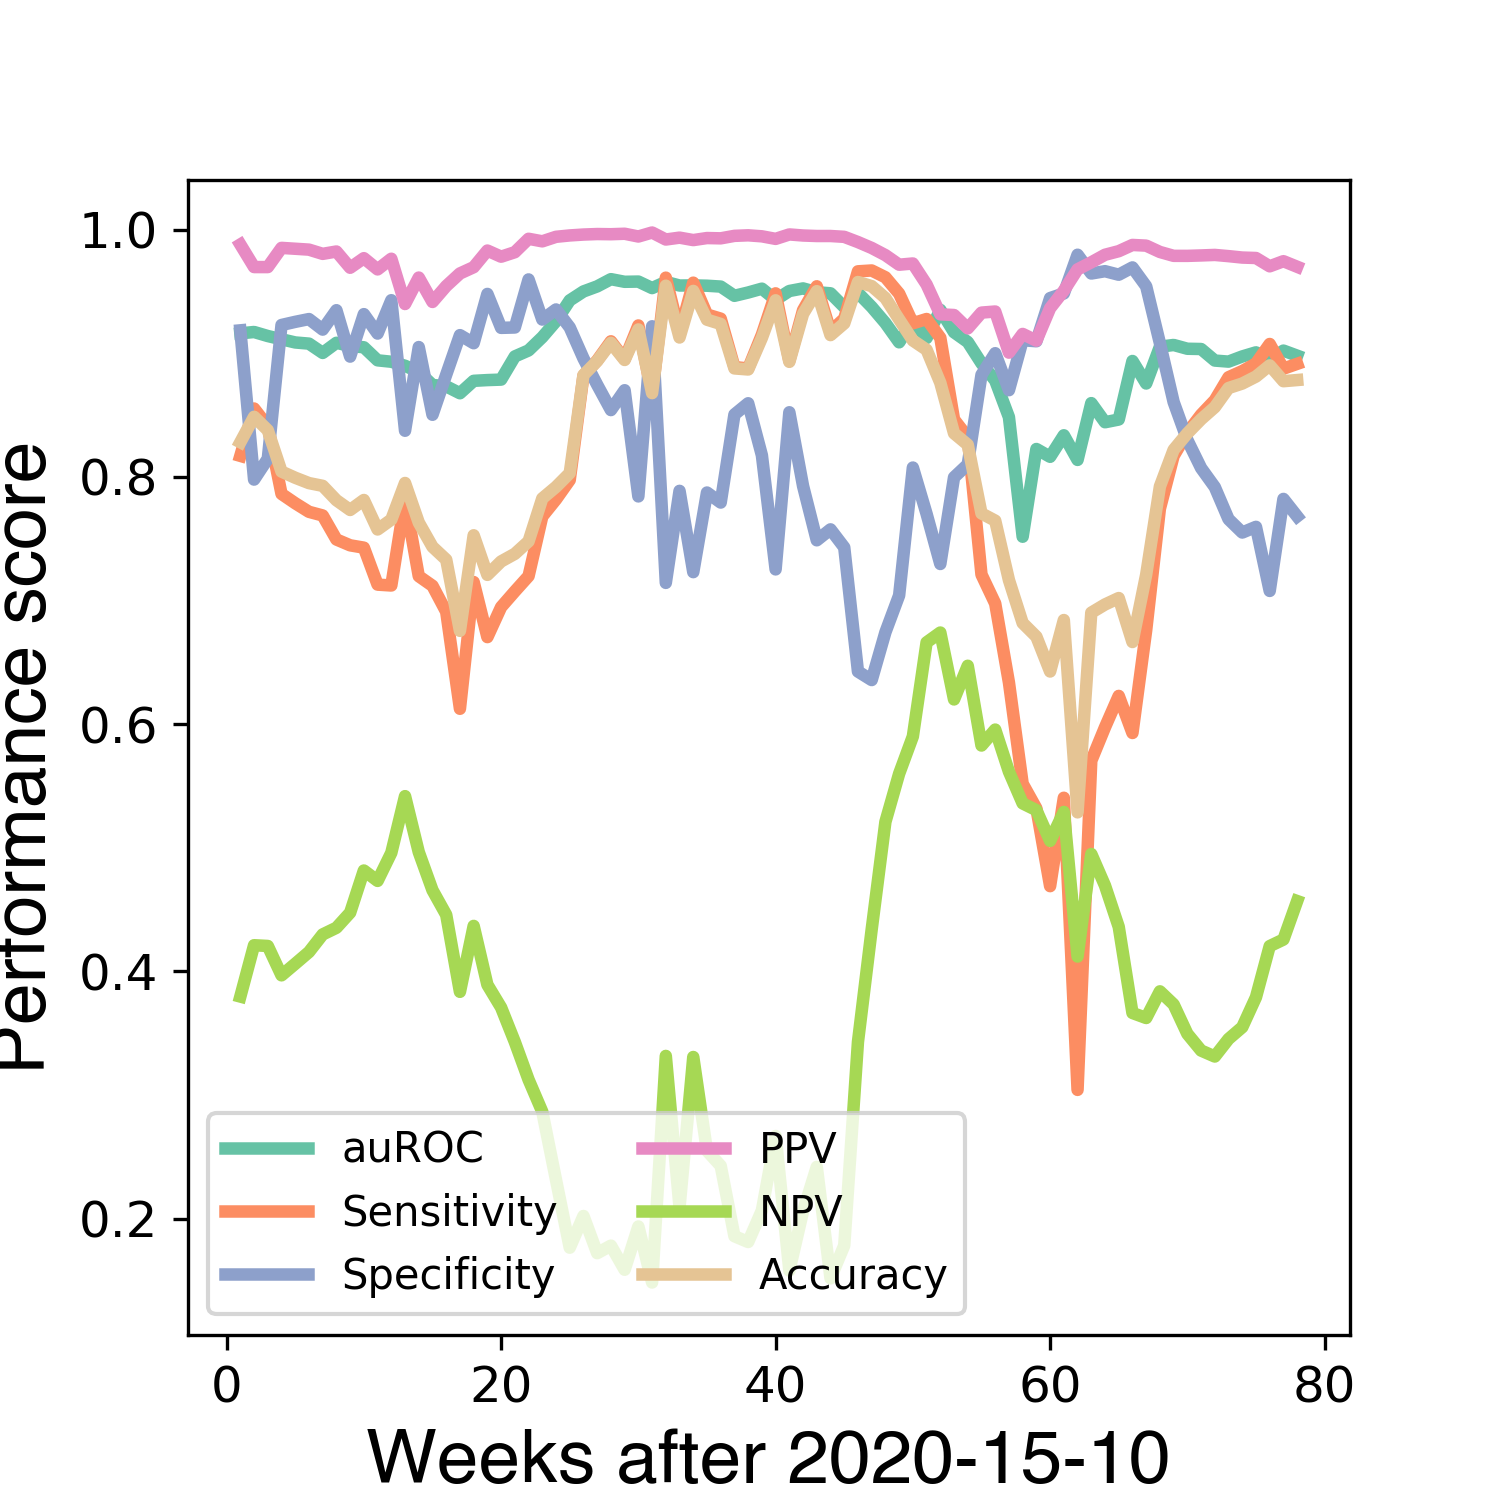 Performance score
1.0
0.8
0.6
0.4
0.2
auROC
Sensitivity
Specificity
PPV
NPV
Accuracy
0 20 40 60 80
Weeks after 2020-15-10